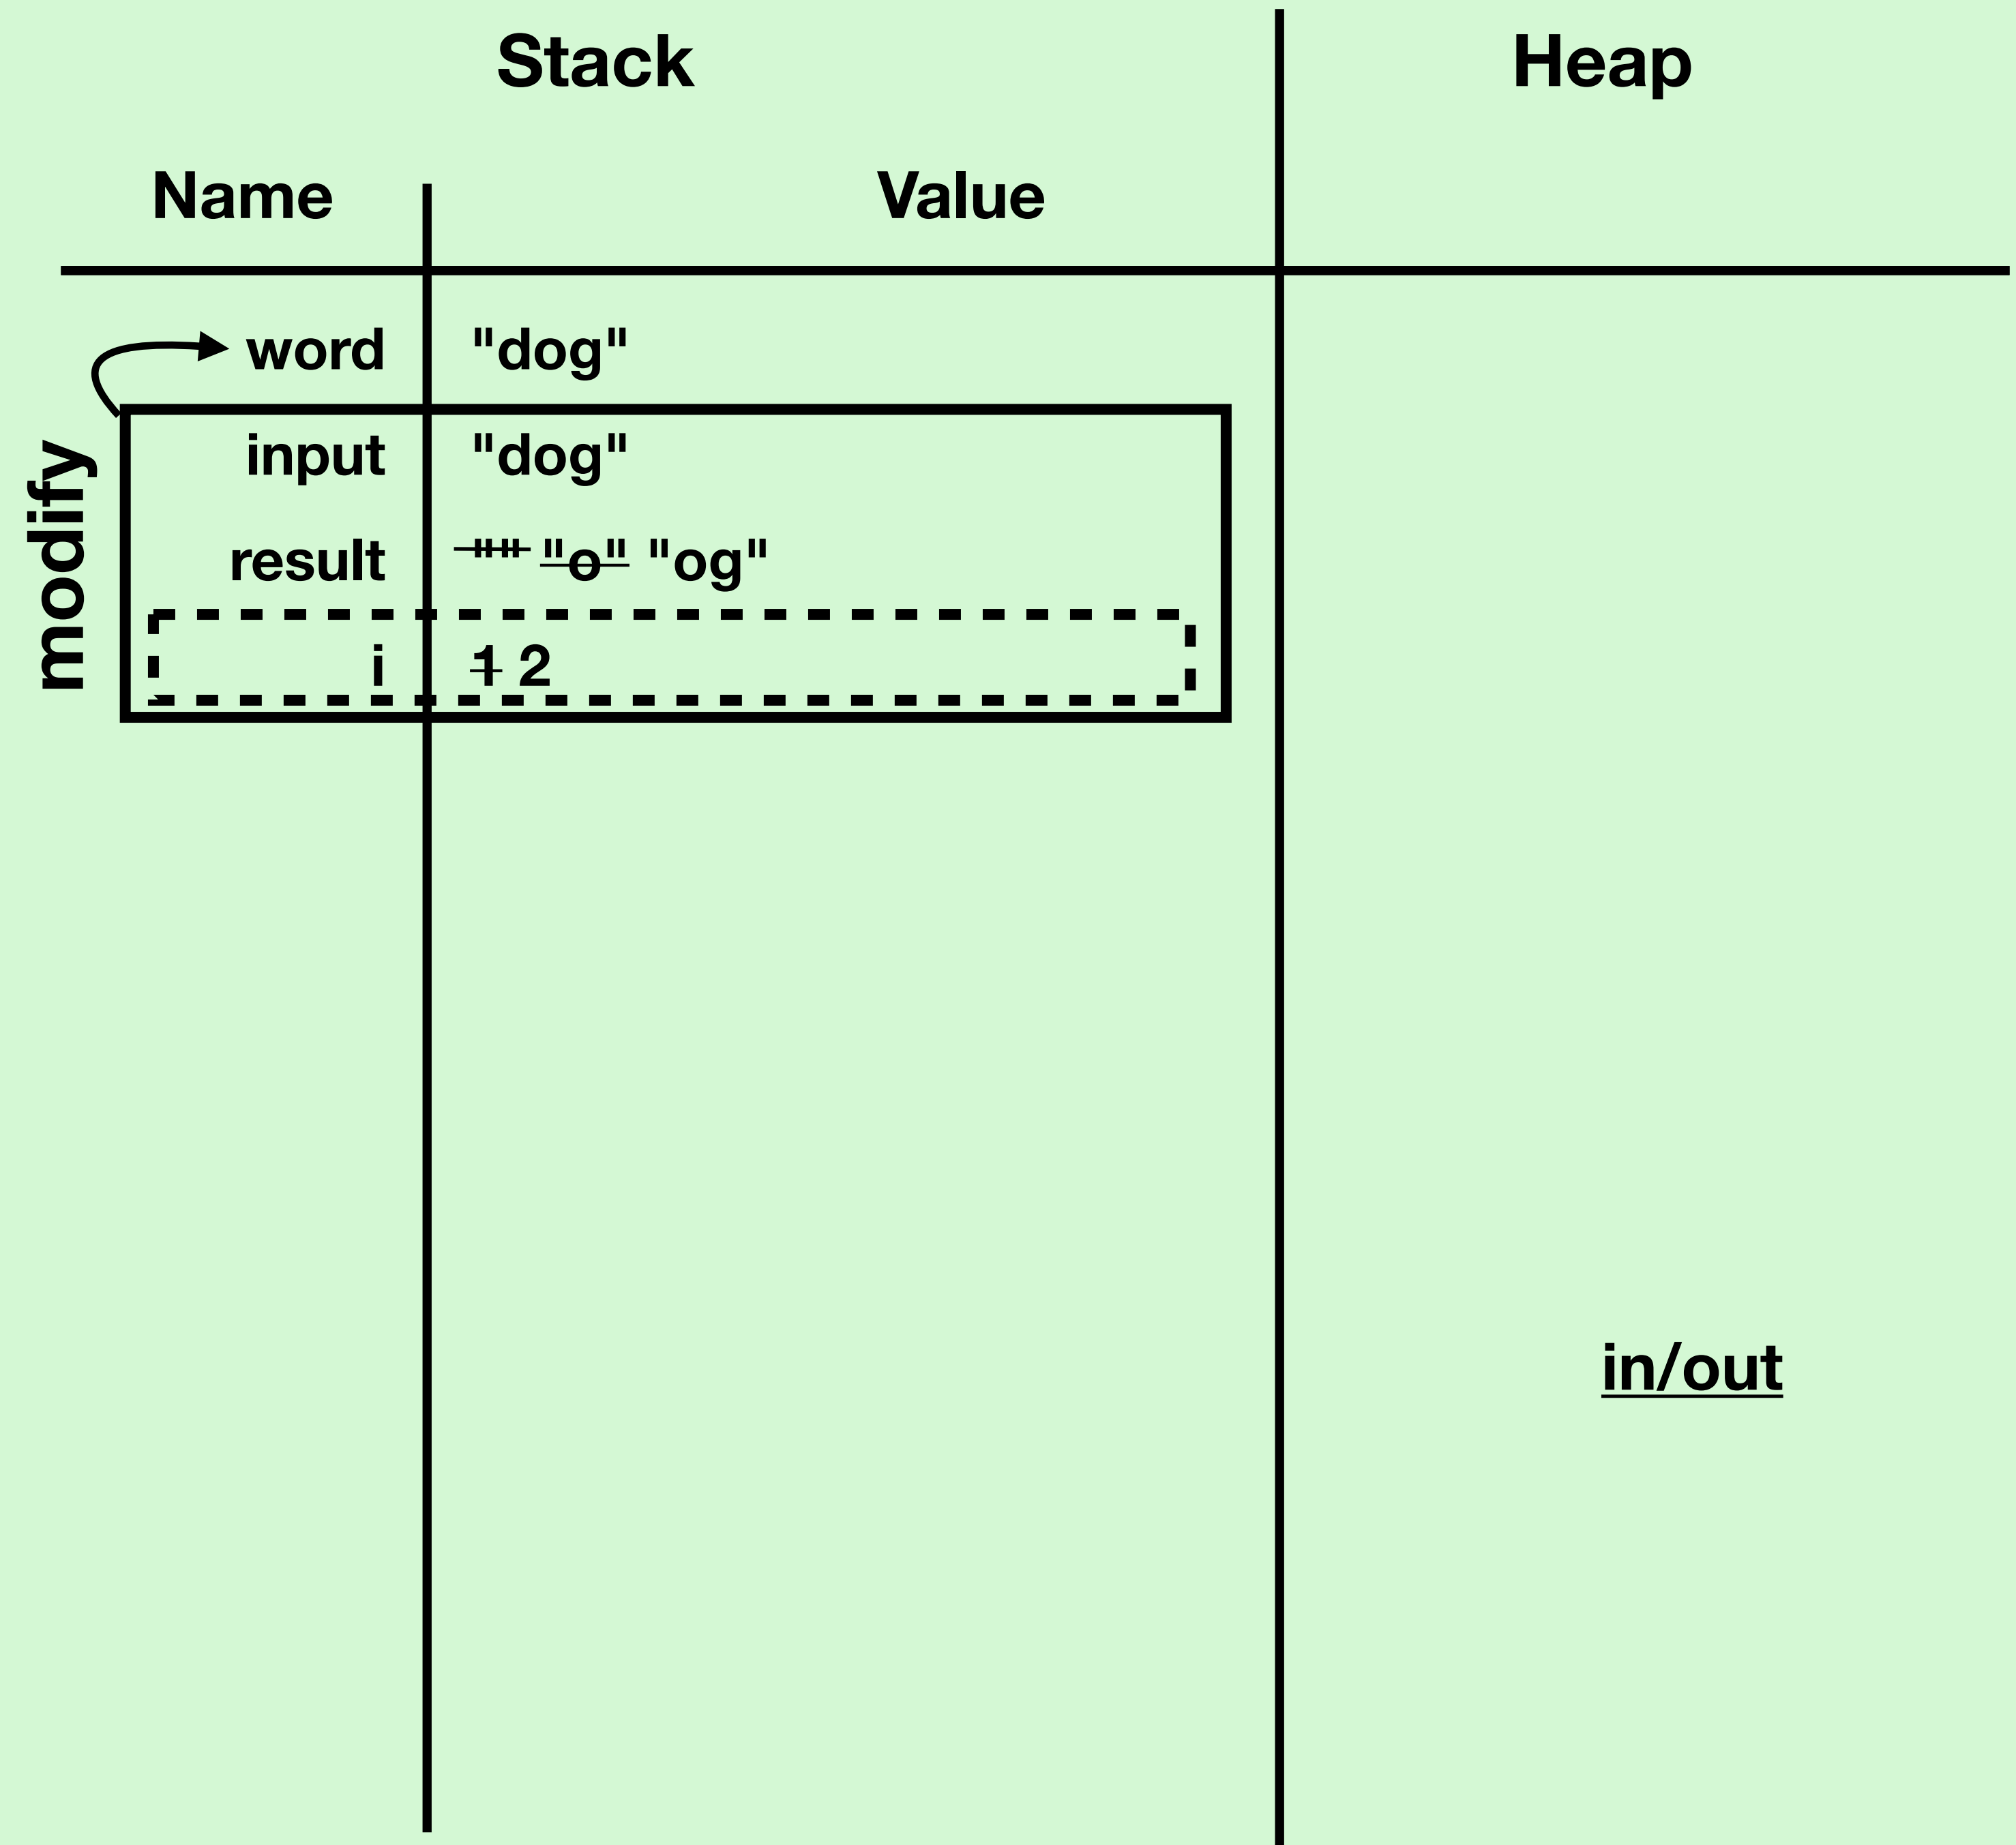 Stack Heap
Name Value
word "dog"
modify
input "dog"
result "" "o" "og"
i 1 2
in/out